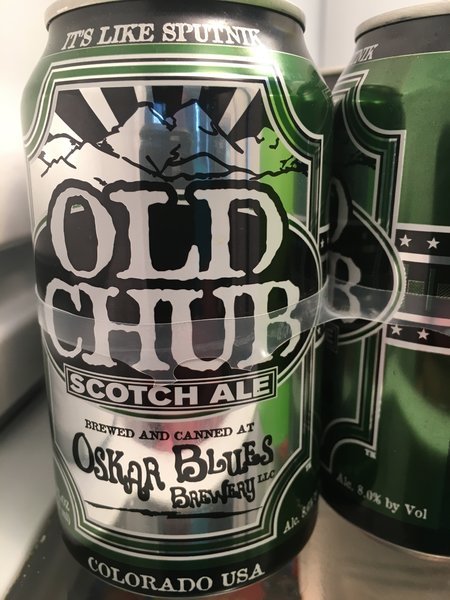 IT'S LIKE SPUTNIK
OLD
CHUB
SCOTCH ALE
BREWED AND CANNED AT
OSKAR BLUES
BREWERY LLC
COLORADO USA
Alc. 8.0% by Vol